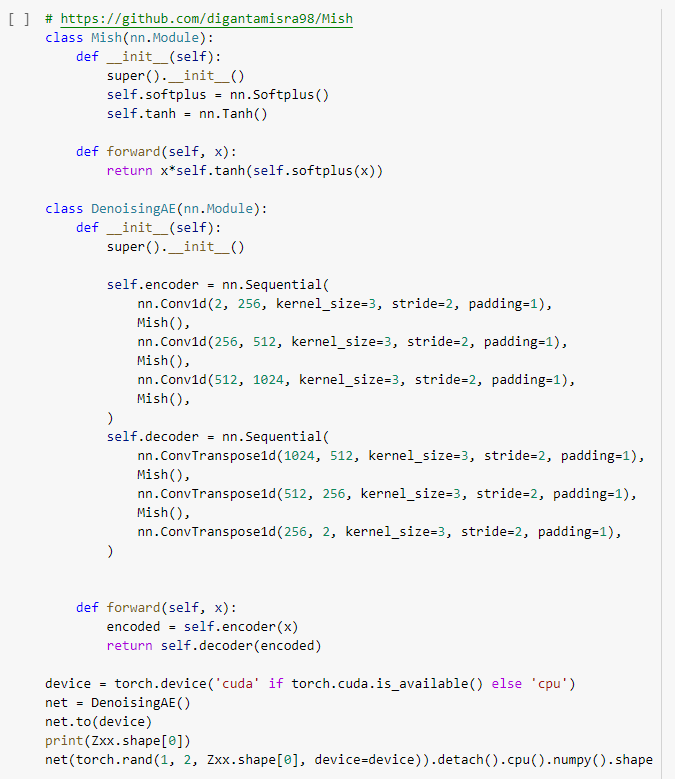 [ ] # https://github.com/digantamisra98/Mish
class Mish(nn.Module):
    def __init__(self):
        super().__init__()
        self.softplus = nn.Softplus()
        self.tanh = nn.Tanh()

    def forward(self, x):
        return x*self.tanh(self.softplus(x))

class DenoisingAE(nn.Module):
    def __init__(self):
        super().__init__()

        self.encoder = nn.Sequential(
            nn.Conv1d(2, 256, kernel_size=3, stride=2, padding=1),
            Mish(),
            nn.Conv1d(256, 512, kernel_size=3, stride=2, padding=1),
            Mish(),
            nn.Conv1d(512, 1024, kernel_size=3, stride=2, padding=1),
            Mish(),
        )
        self.decoder = nn.Sequential(
            nn.ConvTranspose1d(1024, 512, kernel_size=3, stride=2, padding=1),
            Mish(),
            nn.ConvTranspose1d(512, 256, kernel_size=3, stride=2, padding=1),
            Mish(),
            nn.ConvTranspose1d(256, 2, kernel_size=3, stride=2, padding=1),
        )


    def forward(self, x):
        encoded = self.encoder(x)
        return self.decoder(encoded)

device = torch.device('cuda' if torch.cuda.is_available() else 'cpu')
net = DenoisingAE()
net.to(device)
print(Zxx.shape[0])
net(torch.rand(1, 2, Zxx.shape[0], device=device)).detach().cpu().numpy().shape